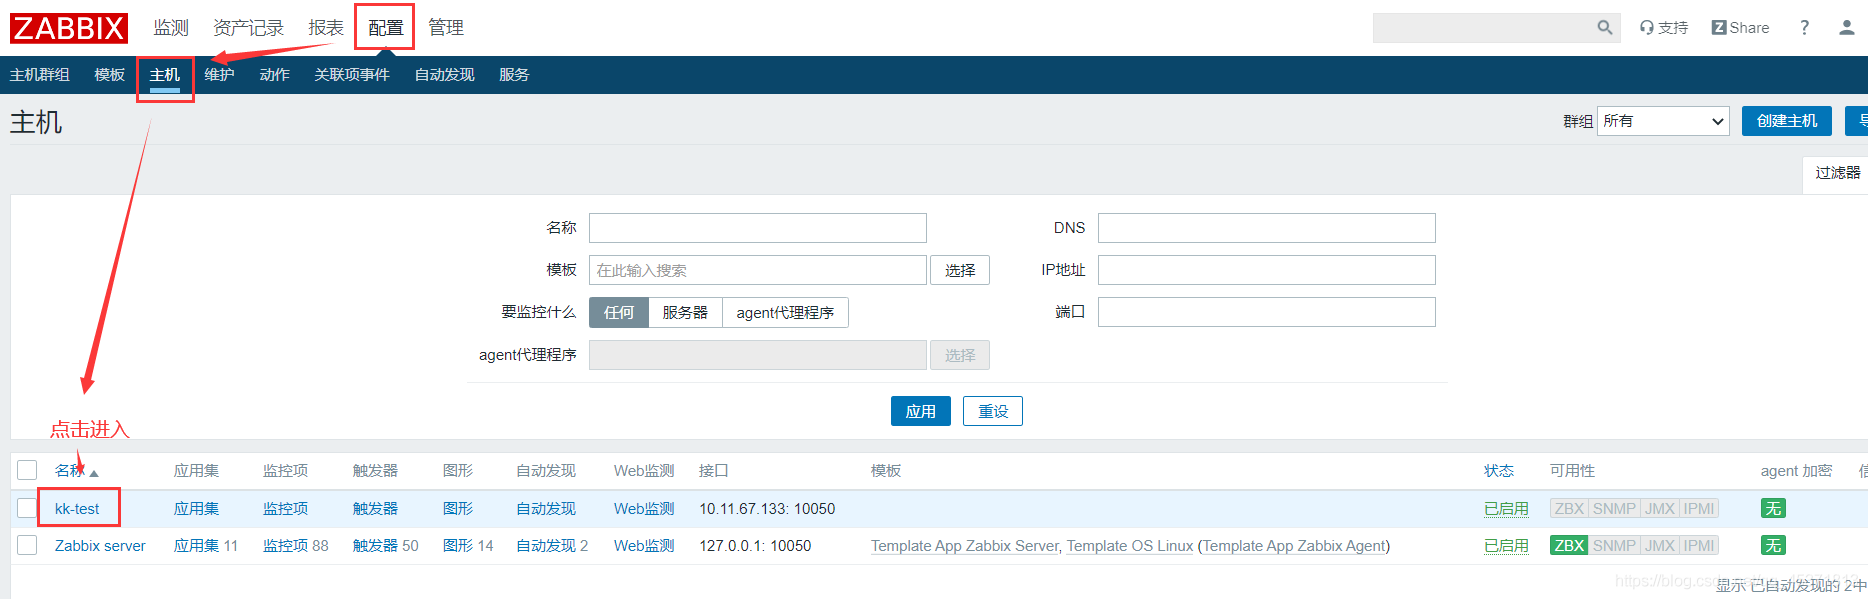 ZABBIX 监测 资产记录 报表 配置 管理 支持 Z Share ?
主机群组 模板 主机 维护 动作 关联项事件 自动发现 服务
主机 群组 所有 创建主机
过滤器
名称 DNS
模板 在此输入搜索 选择 IP地址
要监控什么 任何 服务器 agent代理程序 端口
agent代理程序 选择
应用 重设
点击进入
名称 应用集 监控项 触发器 图形 自动发现 Web监测 接口 模板 状态 可用性 agent 加密
kk-test 应用集 监控项 触发器 图形 自动发现 Web监测 10.11.67.133: 10050 已启用 ZBX SNMP JMX IPMI 无
Zabbix server 应用集 11 监控项 88 触发器 50 图形 14 自动发现 2 Web监测 127.0.0.1: 10050 Template App Zabbix Server, Template OS Linux (Template App Zabbix Agent) 已启用 ZBX SNMP JMX IPMI 无
显示 已自动发现的 2中